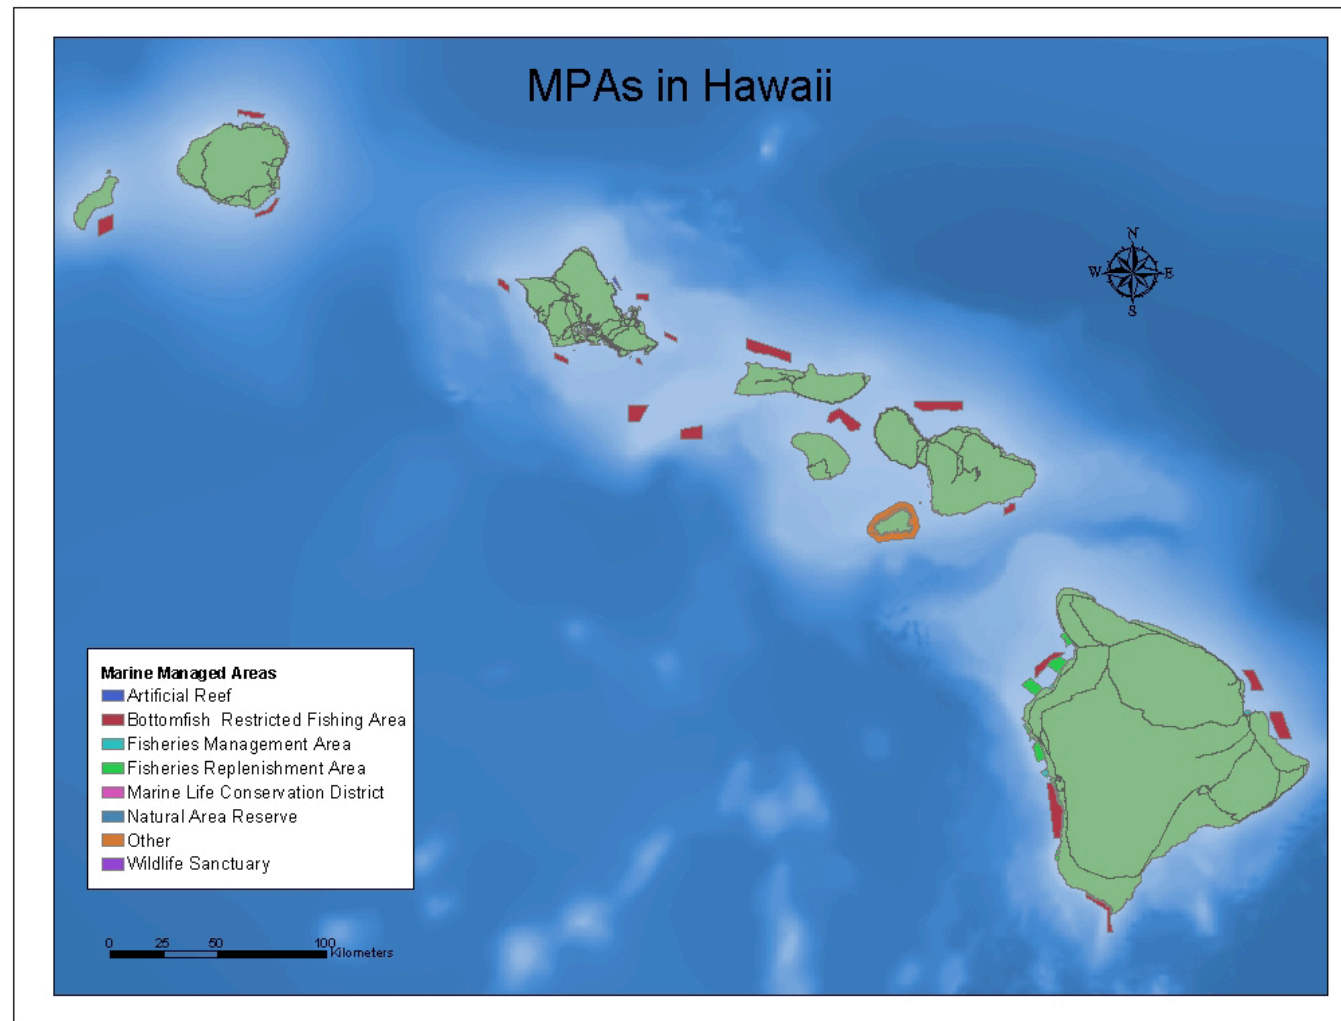 MPAs in Hawaii
N
W E
S
Marine Managed Areas
Artificial Reef
Bottomfish Restricted Fishing Area
Fisheries Management Area
Fisheries Replenishment Area
Marine Life Conservation District
Natural Area Reserve
Other
Wildlife Sanctuary
0 25 50 100
Kilometers